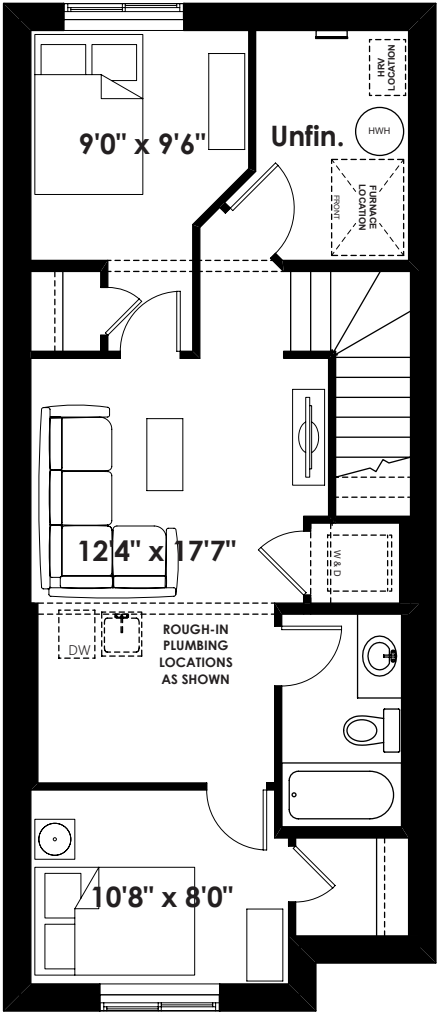 HRV
LOCATION
9'0" x 9'6"
Unfin.
HWH
FURNACE
LOCATION
FRONT
12'4" x 17'7"
W & D
ROUGH-IN
PLUMBING
LOCATIONS
AS SHOWN
DW
10'8" x 8'0"